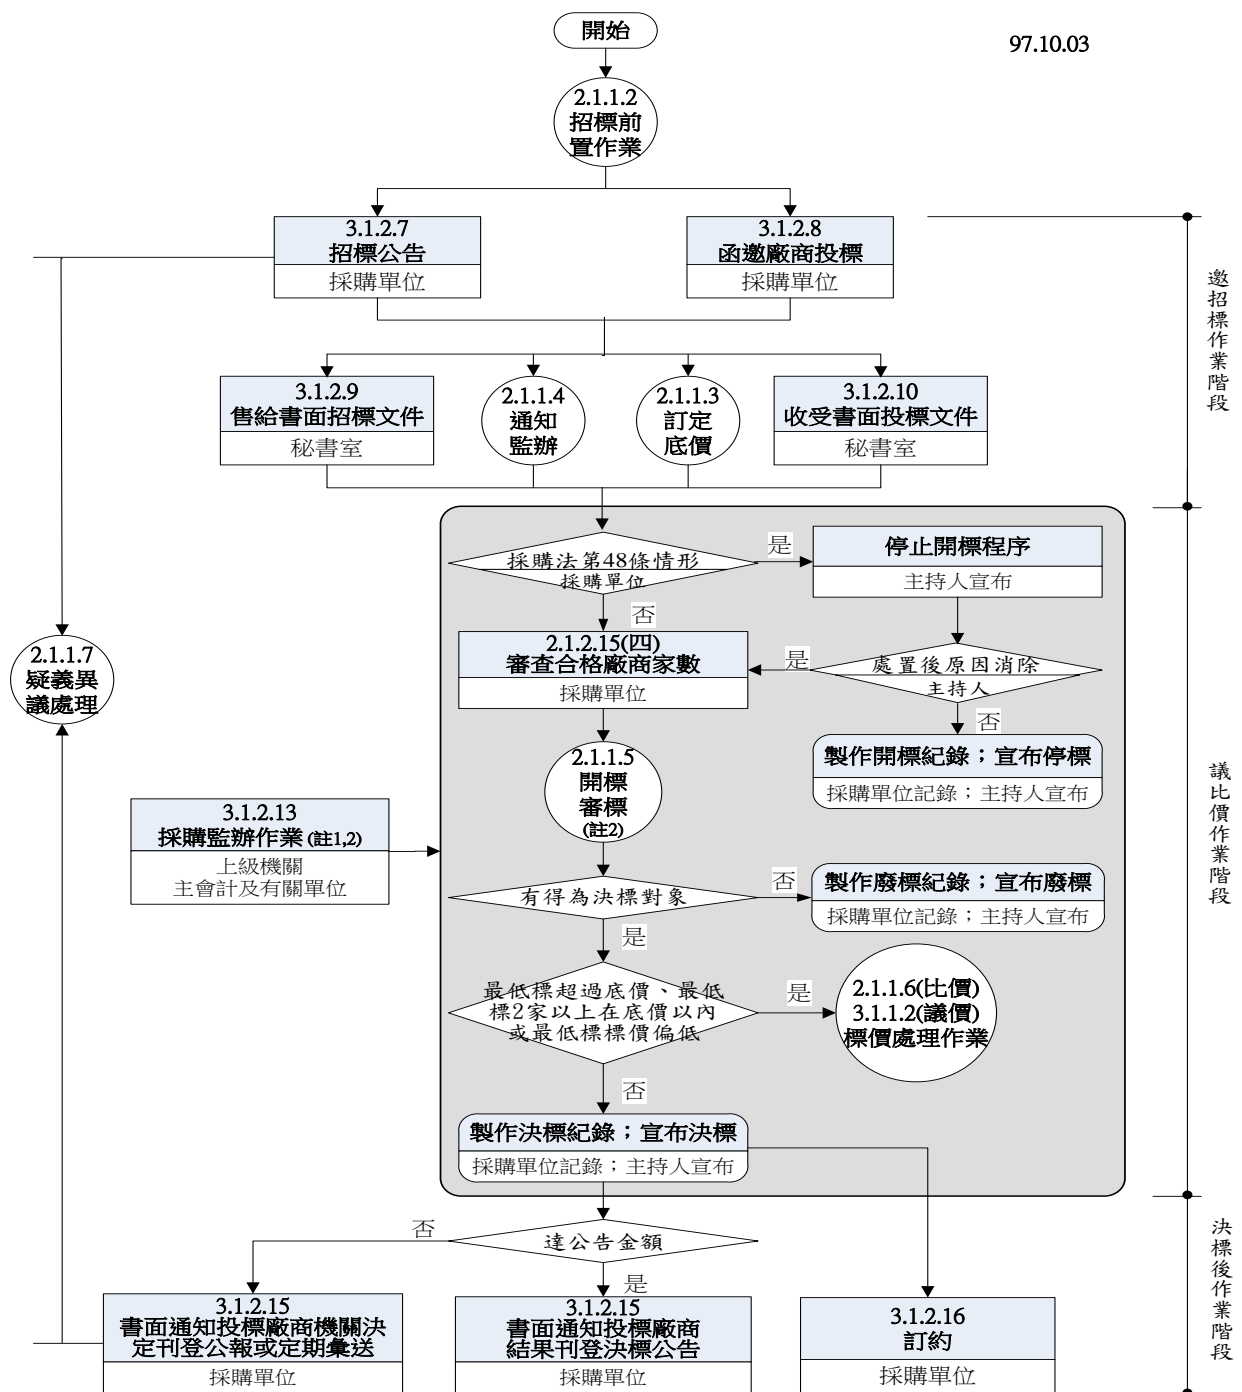 開始
97.10.03
2.1.1.2
招標前
置作業
3.1.2.7
招標公告
採購單位
3.1.2.8
函邀廠商投標
採購單位
邀招標作業階段
3.1.2.9
售給書面招標文件
秘書室
2.1.1.4
通知
監辦
2.1.1.3
訂定
底價
3.1.2.10
收受書面投標文件
秘書室
採購法第48條情形
採購單位
是
停止開標程序
主持人宣布
否
2.1.2.15(四)
審查合格廠商家數
採購單位
是
處置後原因消除
主持人
否
製作開標紀錄；宣布停標
採購單位記錄；主持人宣布
2.1.1.7
疑義異
議處理
2.1.1.5
開標
審標
(註2)
議比價作業階段
3.1.2.13
採購監辦作業(註1,2)
上級機關
主會計及有關單位
有得為決標對象
否
製作廢標紀錄；宣布廢標
採購單位記錄；主持人宣布
是
最低標超過底價、最低
標2家以上在底價以內
或最低標標價偏低
是
2.1.1.6(比價)
3.1.1.2(議價)
標價處理作業
否
製作決標紀錄；宣布決標
採購單位記錄；主持人宣布
達公告金額
否
是
決標後作業階段
3.1.2.15
書面通知投標廠商機關決
定刊登公報或定期彙送
採購單位
3.1.2.15
書面通知投標廠商
結果刊登決標公告
採購單位
3.1.2.16
訂約
採購單位